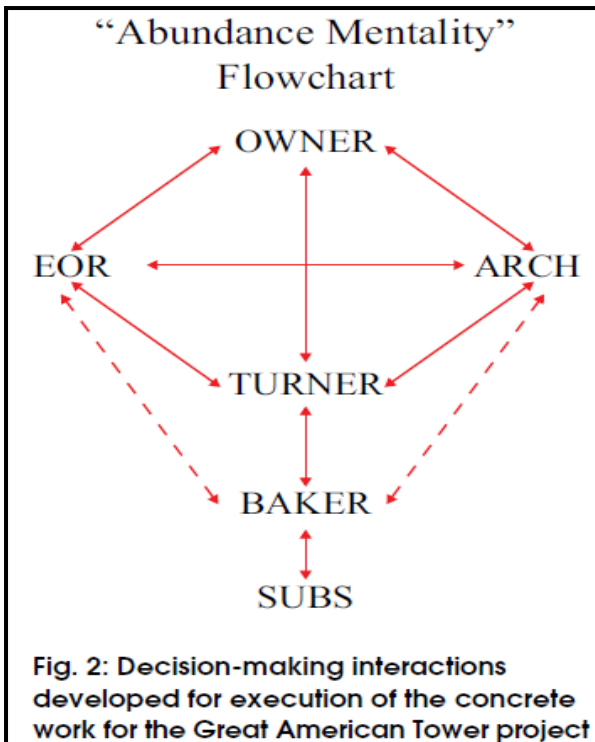 “Abundance Mentality”
Flowchart
OWNER
EOR
ARCH
TURNER
BAKER
SUBS
Fig. 2: Decision-making interactions
developed for execution of the concrete
work for the Great American Tower project